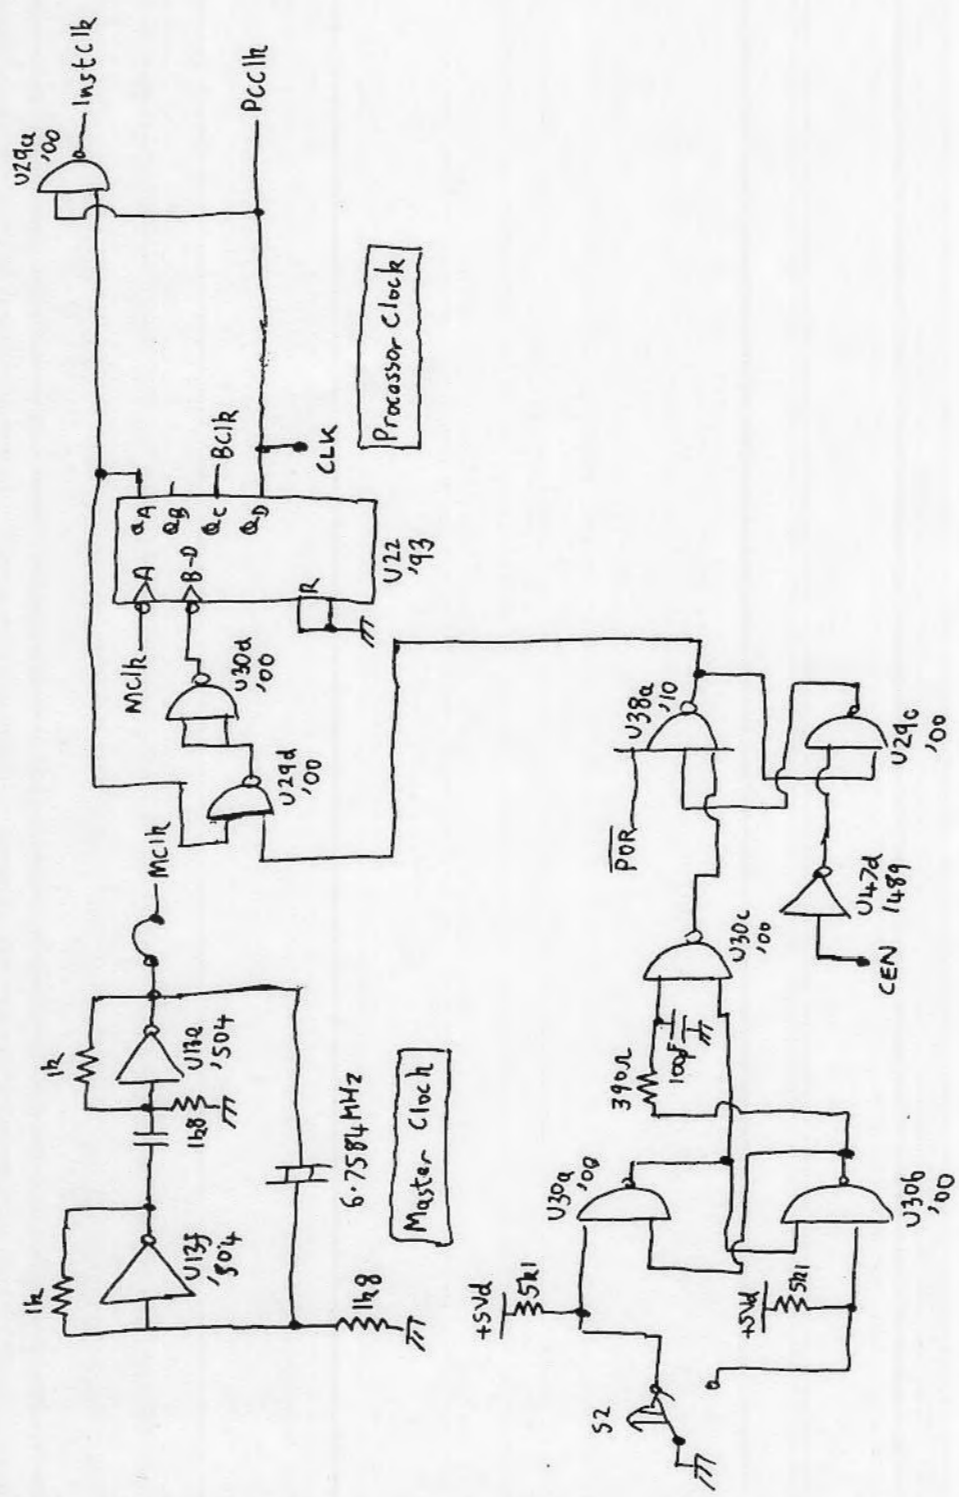 1k
U13f
'S04
1k
1k8
U13e
'S04
MClk
6.7584MHz
1k8
Master Clock
MClk
U29d
'00
U30d
'00
A
B-D
R
QA
QB
QC
QD
U22
'93
BClk
CLK
Processor Clock
U29a
'00
InstClk
PCClk
+5Vd
5k1
S2
U30a
'00
+5Vd
5k1
U30b
'00
390Ω
100pF
U30c
'00
POR
U38a
'10
CEN
U47d
1489
U29c
'00